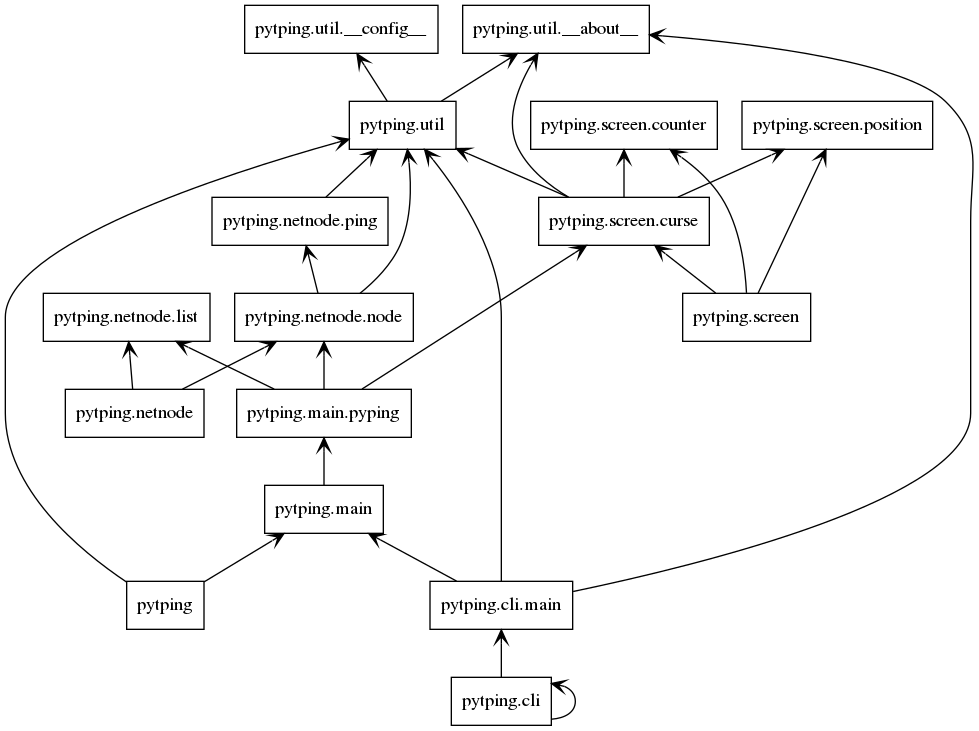 pytping.util.__config__
pytping.util.__about__
pytping.util
pytping.screen.counter
pytping.screen.position
pytping.netnode.ping
pytping.screen.curse
pytping.netnode.list
pytping.netnode.node
pytping.screen
pytping.netnode
pytping.main.pyping
pytping.main
pytping
pytping.cli.main
pytping.cli